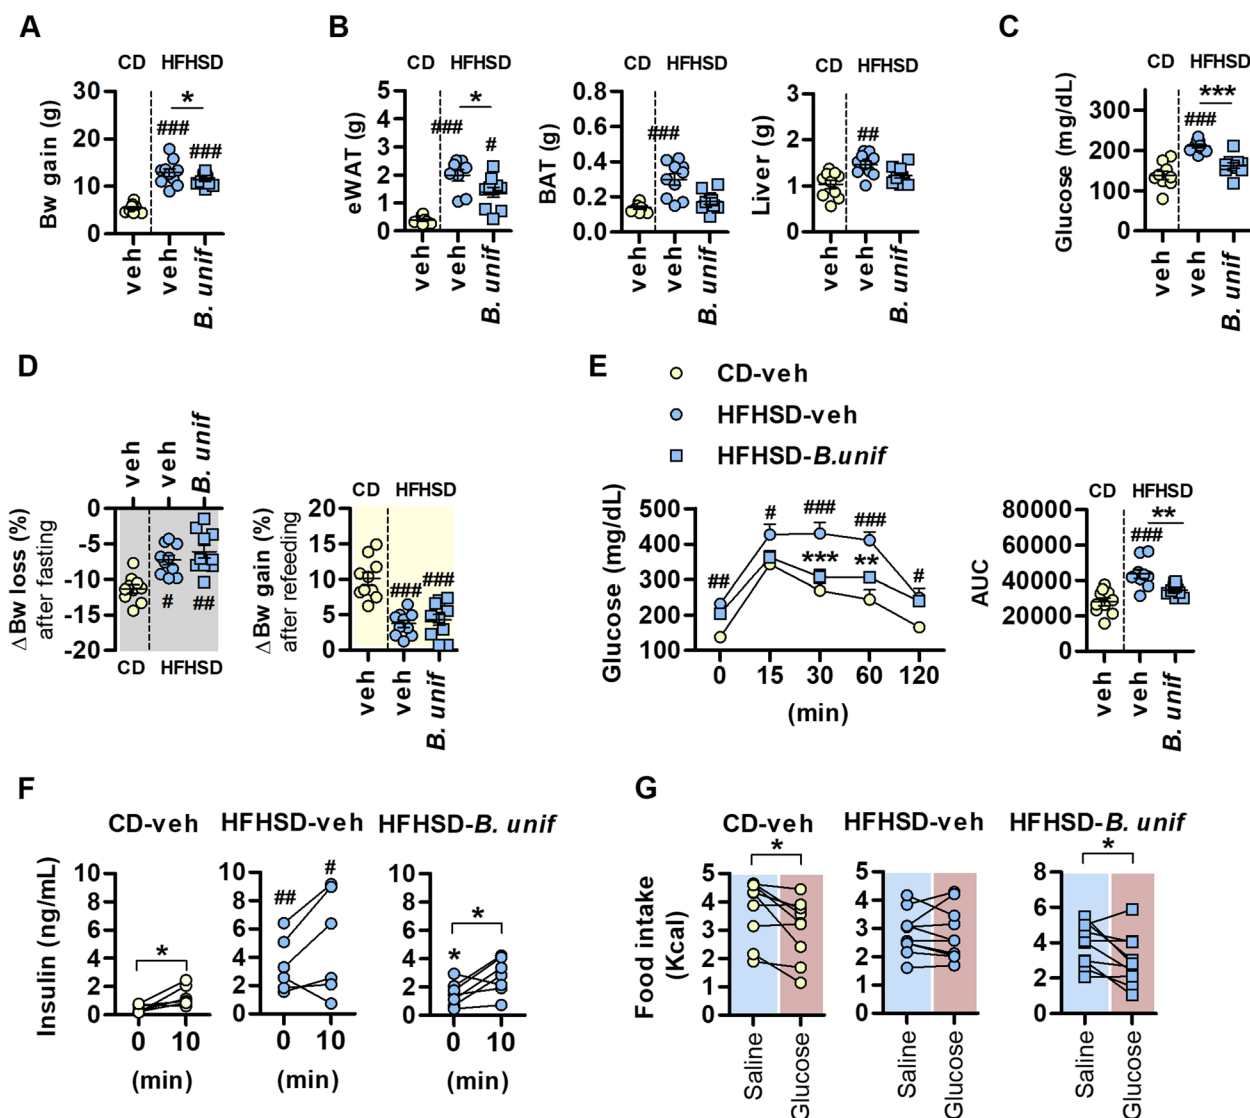 A
CD HFHSD
Bw gain (g)
30
20
10
0
*
###
###
veh
veh
B. unif
B
CD HFHSD
eWAT (g)
5
4
3
2
1
0
###
*
#
veh
veh
B. unif
CD HFHSD
BAT (g)
0.8
0.6
0.4
0.2
0.0
###
veh
veh
B. unif
CD HFHSD
Liver (g)
3
2
1
0
##
veh
veh
B. unif
C
CD HFHSD
Glucose (mg/dL)
300
200
100
0
***
###
veh
veh
B. unif
D
veh
veh
B. unif
ΔBw loss (%)
after fasting
0
-5
-10
-15
-20
#
##
CD HFHSD
ΔBw gain (%)
after refeeding
CD HFHSD
20
15
10
5
0
###
###
veh
veh
B. unif
E
CD-veh
HFHSD-veh
HFHSD-B.unif
Glucose (mg/dL)
500
400
300
200
100
##
#
###
###
#
***
**
0 15 30 60 120
(min)
CD HFHSD
AUC
80000
60000
40000
20000
0
**
###
veh
veh
B. unif
F
CD-veh
HFHSD-veh
HFHSD-B. unif
Insulin (ng/mL)
10
8
6
4
2
0
*
0 10
(min)
10
8
6
4
2
0
##
#
0 10
(min)
10
8
6
4
2
0
*
*
0 10
(min)
G
CD-veh
HFHSD-veh
HFHSD-B. unif
Food intake
(Kcal)
5
4
3
2
1
0
*
Saline
Glucose
5
4
3
2
1
0
Saline
Glucose
8
6
4
2
0
*
Saline
Glucose